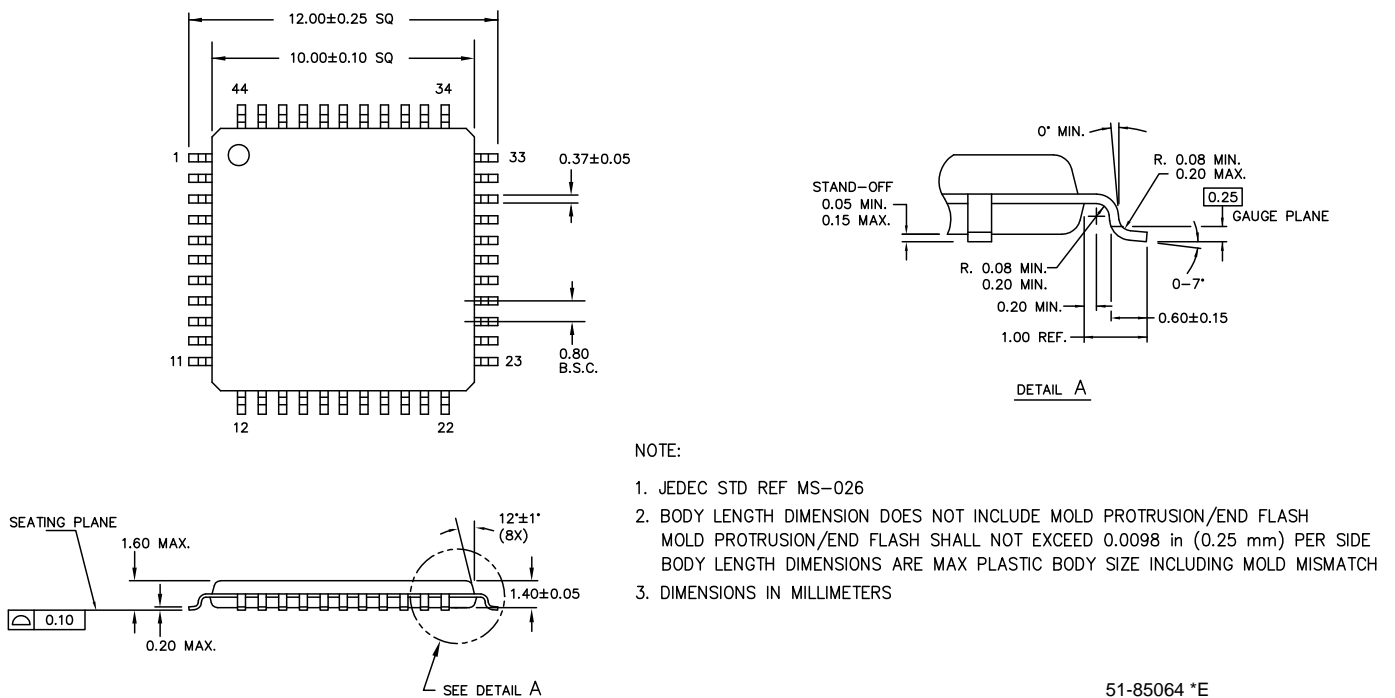 12.00±0.25 SQ
10.00±0.10 SQ
44
34
1
33
0.37±0.05
0.80
B.S.C.
11
23
12
22
0° MIN.
R. 0.08 MIN.
0.20 MAX.
STAND-OFF
0.05 MIN.
0.15 MAX.
0.25
GAUGE PLANE
R. 0.08 MIN.
0.20 MIN.
0-7°
0.20 MIN.
0.60±0.15
1.00 REF.
DETAIL A
NOTE:
1. JEDEC STD REF MS-026
2. BODY LENGTH DIMENSION DOES NOT INCLUDE MOLD PROTRUSION/END FLASH
MOLD PROTRUSION/END FLASH SHALL NOT EXCEED 0.0098 in (0.25 mm) PER SIDE
BODY LENGTH DIMENSIONS ARE MAX PLASTIC BODY SIZE INCLUDING MOLD MISMATCH
3. DIMENSIONS IN MILLIMETERS
SEATING PLANE
1.60 MAX.
12°±1°
(8X)
1.40±0.05
0.10
0.20 MAX.
SEE DETAIL A
51-85064 *E